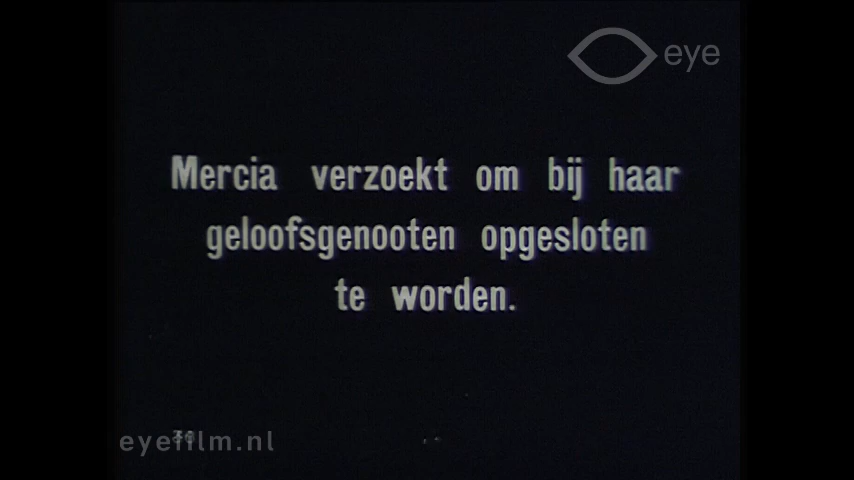 eye
Mercia verzoekt om bij haar
geloofsgenooten opgesloten
te worden.
eyefilm.nl